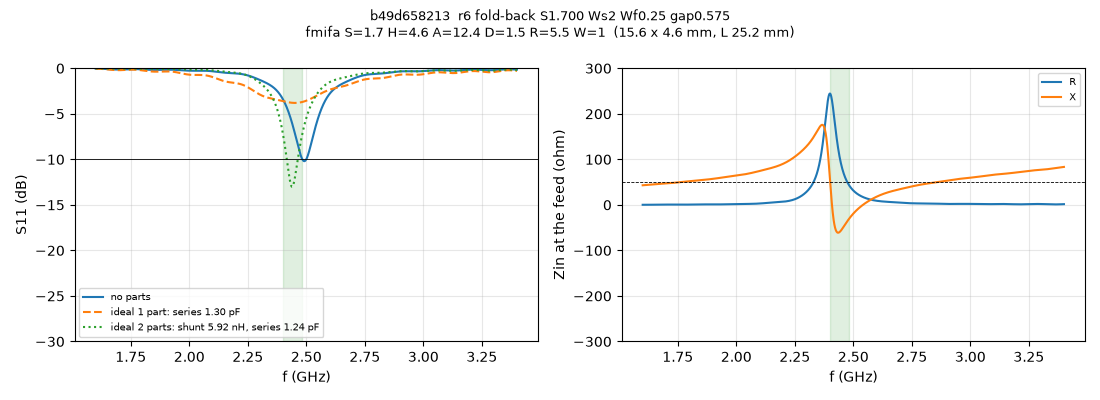 b49d658213  r6 fold-back S1.700 Ws2 Wf0.25 gap0.575
fmifa S=1.7 H=4.6 A=12.4 D=1.5 R=5.5 W=1  (15.6 x 4.6 mm, L 25.2 mm)
S11 (dB)
0
−5
−10
−15
−20
−25
−30
no parts
ideal 1 part: series 1.30 pF
ideal 2 parts: shunt 5.92 nH, series 1.24 pF
1.75 2.00 2.25 2.50 2.75 3.00 3.25
f (GHz)
Zin at the feed (ohm)
300
200
100
0
−100
−200
−300
R
X
1.75 2.00 2.25 2.50 2.75 3.00 3.25
f (GHz)